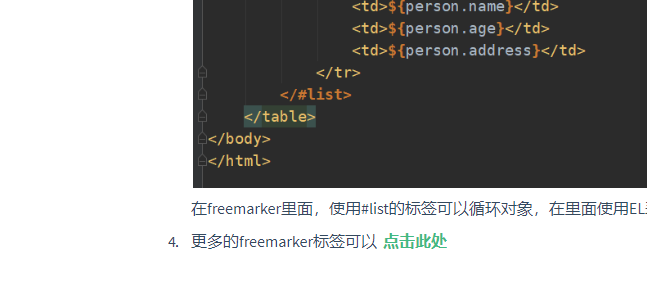 <td>${person.name}</td>
<td>${person.age}</td>
<td>${person.address}</td>
</tr>
</#list>
</table>
</body>
</html>
在freemarker里面，使用#list的标签可以循环对象，在里面使用EL
4. 更多的freemarker标签可以 点击此处